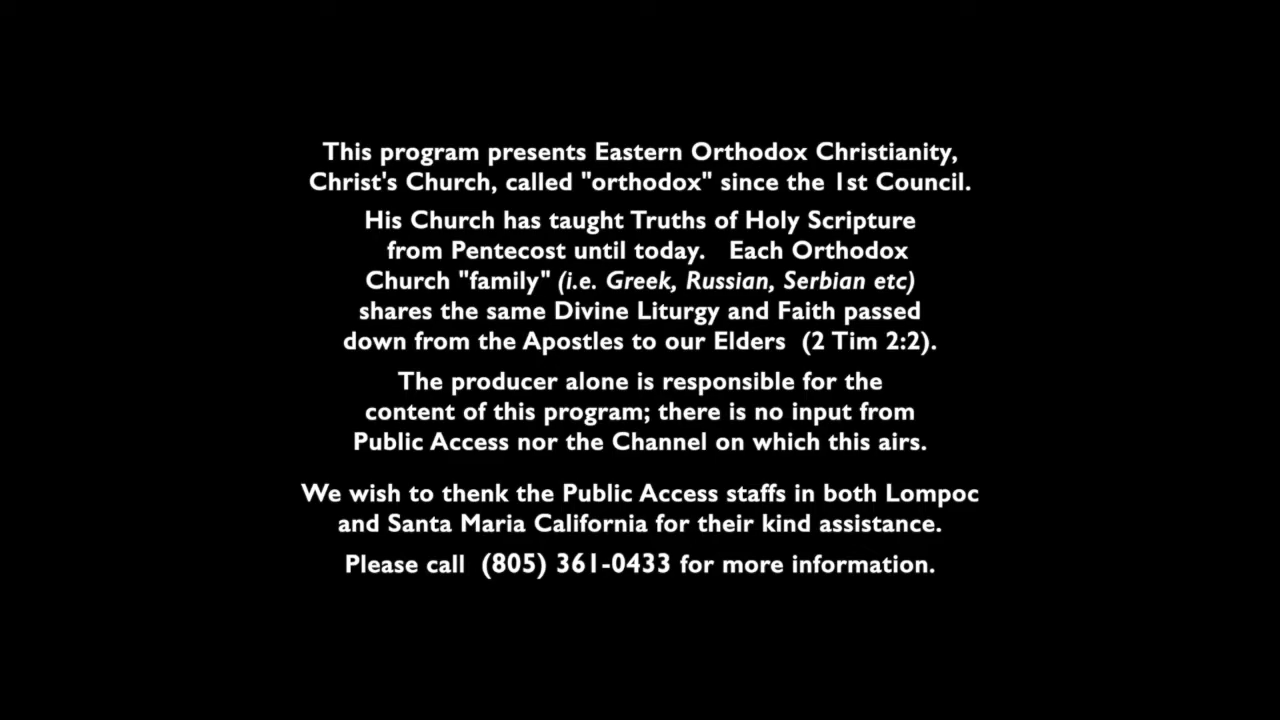 This program presents Eastern Orthodox Christianity,
Christ's Church, called "orthodox" since the 1st Council.
His Church has taught Truths of Holy Scripture
from Pentecost until today. Each Orthodox
Church "family" (i.e. Greek, Russian, Serbian etc)
shares the same Divine Liturgy and Faith passed
down from the Apostles to our Elders (2 Tim 2:2).
The producer alone is responsible for the
content of this program; there is no input from
Public Access nor the Channel on which this airs.
We wish to thenk the Public Access staffs in both Lompoc
and Santa Maria California for their kind assistance.
Please call (805) 361-0433 for more information.